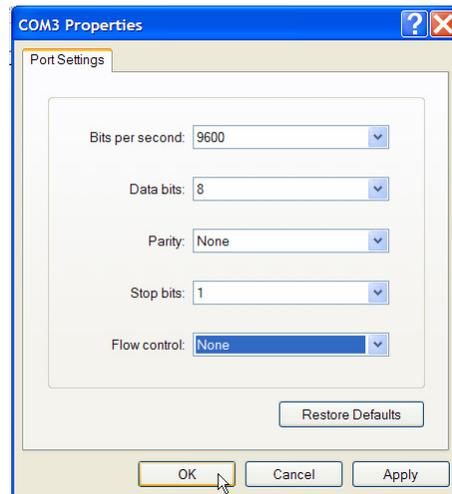 COM3 Properties
Port Settings
Bits per second: 9600
Data bits: 8
Parity: None
Stop bits: 1
Flow control: None
Restore Defaults
OK Cancel Apply